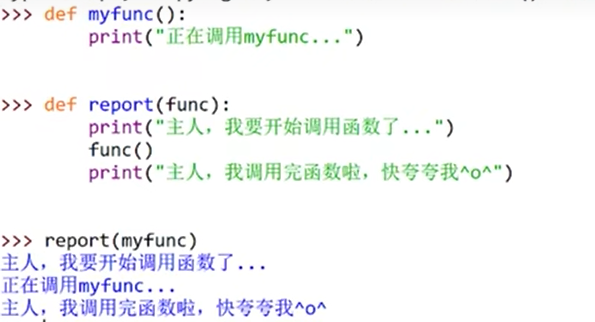 >>> def myfunc():
        print("正在调用myfunc...")
>>> def report(func):
        print("主人，我要开始调用函数了...")
        func()
        print("主人，我调用完函数啦，快夸夸我^o^")
>>> report(myfunc)
主人，我要开始调用函数了...
正在调用myfunc...
主人，我调用完函数啦，快夸夸我^o^